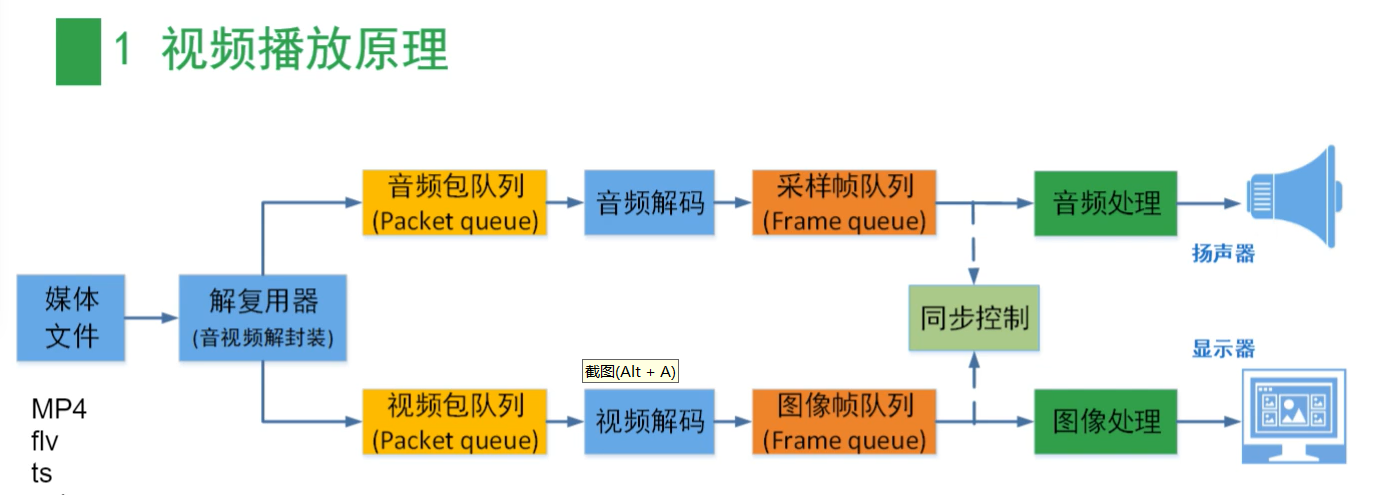 1 视频播放原理
音频包队列
(Packet queue)
音频解码
采样帧队列
(Frame queue)
音频处理
扬声器
媒体
文件
解复用器
(音视频解封装)
同步控制
显示器
截图(Alt + A)
视频包队列
(Packet queue)
视频解码
图像帧队列
(Frame queue)
图像处理
MP4
flv
ts